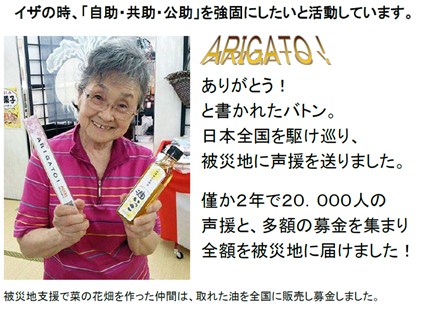 イザの時、「自助・共助・公助」を強固にしたいと活動しています。
ARIGATO!
ありがとう！
と書かれたバトン。
日本全国を駆け巡り、
被災地に声援を送りました。
僅か２年で２０．０００人の
声援と、多額の募金を集まり
全額を被災地に届けました！
ARIGATO!
被災地支援で菜の花畑を作った仲間は、取れた油を全国に販売し募金しました。